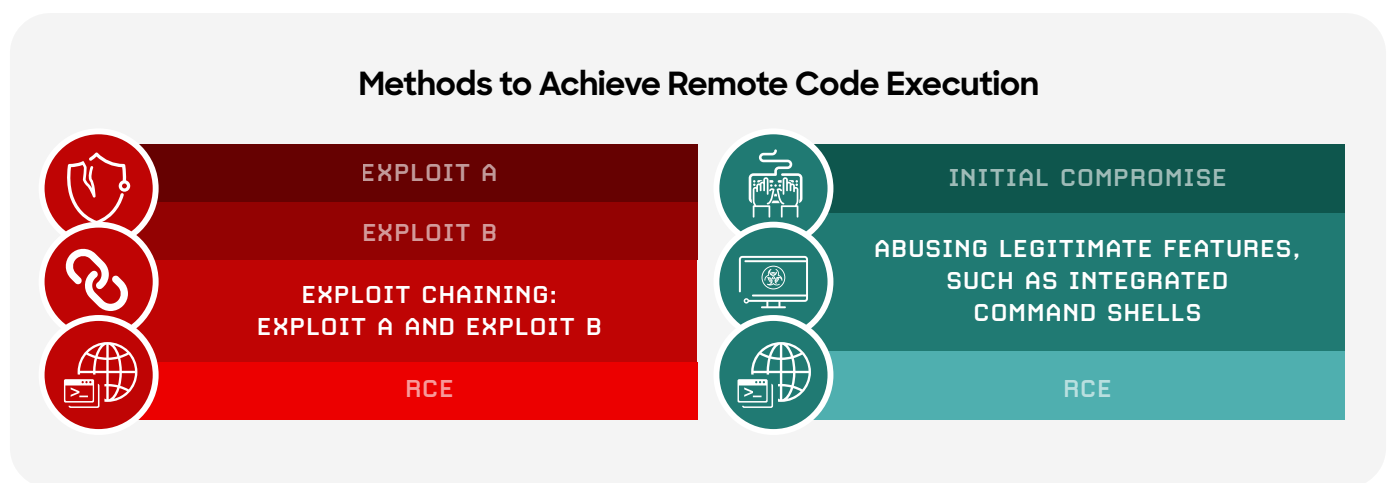 Methods to Achieve Remote Code Execution
EXPLOIT A
EXPLOIT B
EXPLOIT CHAINING:
EXPLOIT A AND EXPLOIT B
RCE
INITIAL COMPROMISE
ABUSING LEGITIMATE FEATURES,
SUCH AS INTEGRATED
COMMAND SHELLS
RCE